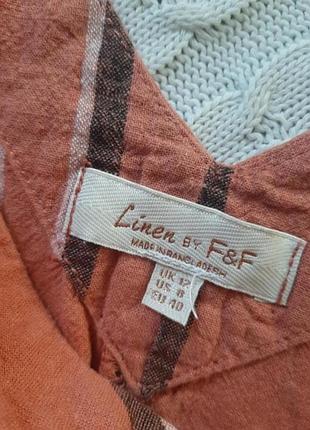 Linen BY F&F
MADE IN BANGLADESH
UK 12
US 8
EU 40